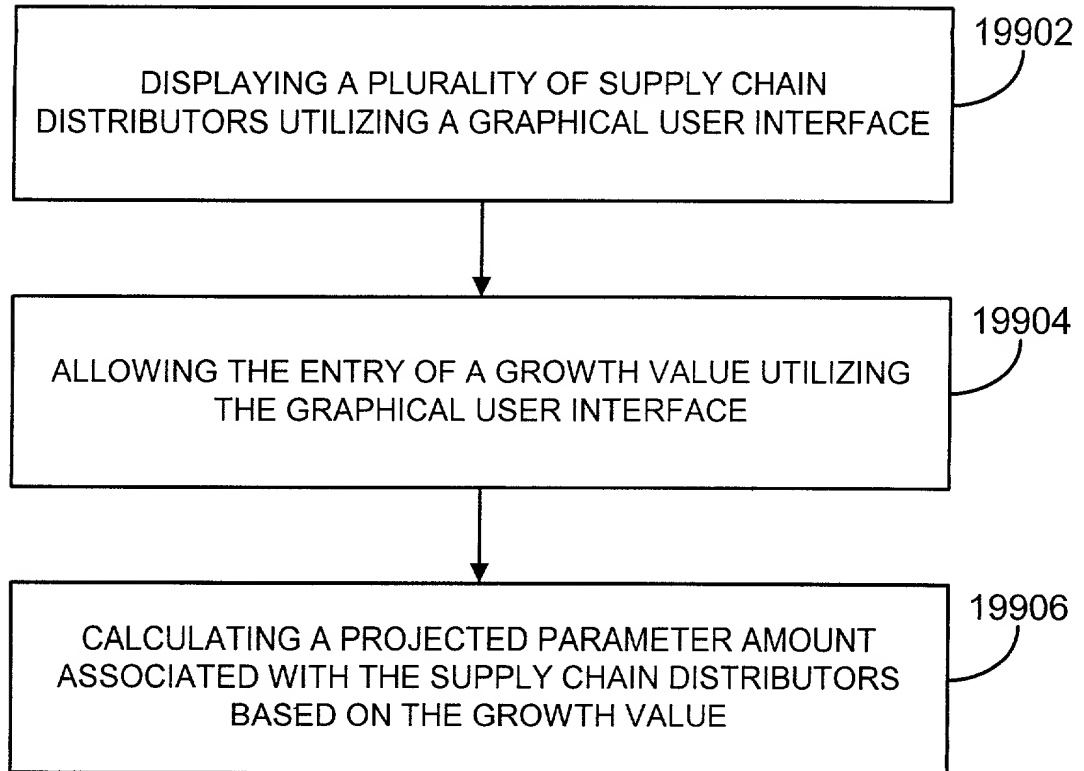 19902
DISPLAYING A PLURALITY OF SUPPLY CHAIN
DISTRIBUTORS UTILIZING A GRAPHICAL USER INTERFACE
19904
ALLOWING THE ENTRY OF A GROWTH VALUE UTILIZING
THE GRAPHICAL USER INTERFACE
19906
CALCULATING A PROJECTED PARAMETER AMOUNT
ASSOCIATED WITH THE SUPPLY CHAIN DISTRIBUTORS
BASED ON THE GROWTH VALUE